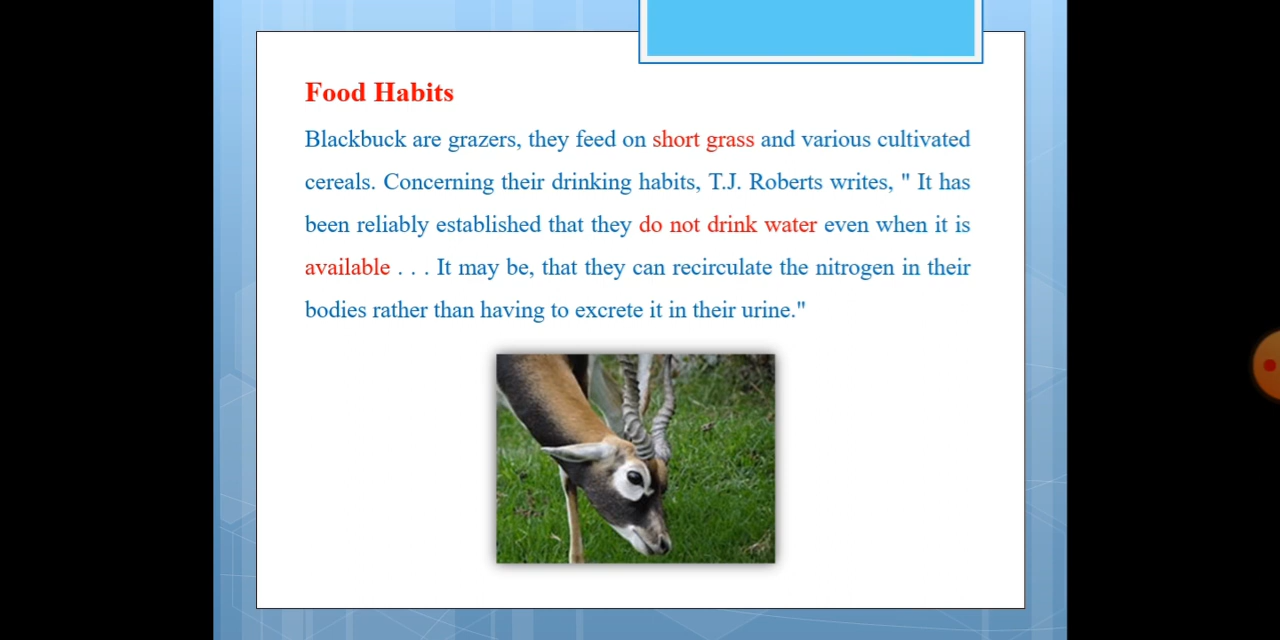 Food Habits
Blackbuck are grazers, they feed on short grass and various cultivated
cereals. Concerning their drinking habits, T.J. Roberts writes, " It has
been reliably established that they do not drink water even when it is
available . . . It may be, that they can recirculate the nitrogen in their
bodies rather than having to excrete it in their urine."